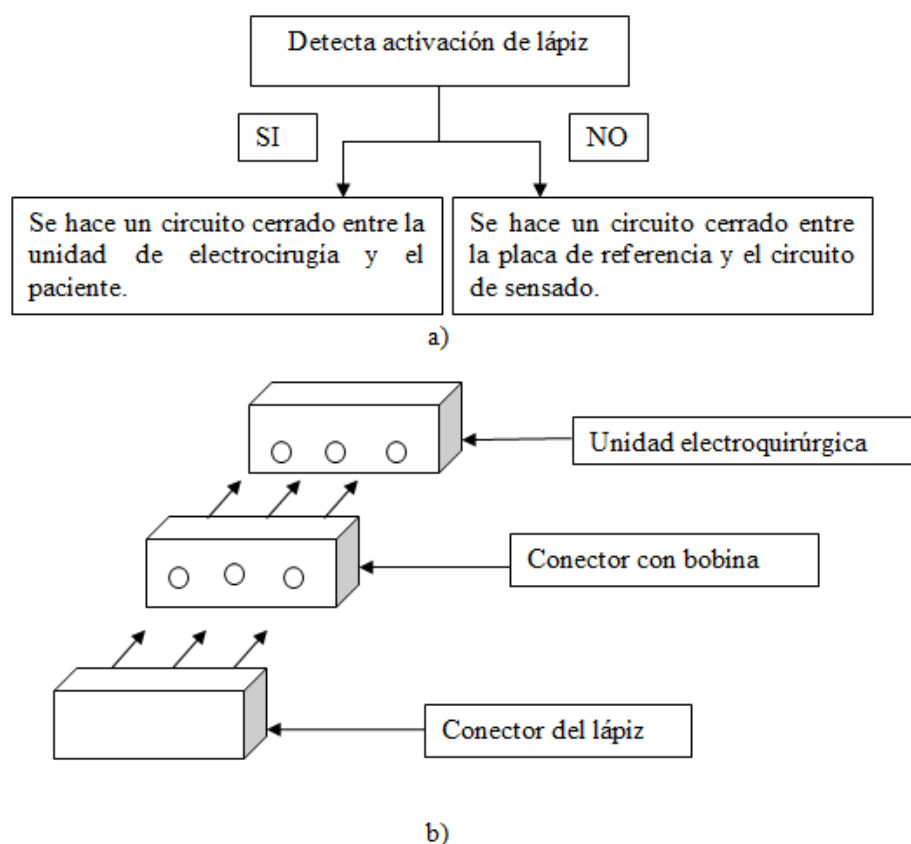 Detecta activación de lápiz
SI
NO
Se hace un circuito cerrado entre la
unidad de electrocirugía y el
paciente.
Se hace un circuito cerrado entre
la placa de referencia y el circuito
de sensado.
a)
Unidad electroquirúrgica
Conector con bobina
Conector del lápiz
b)